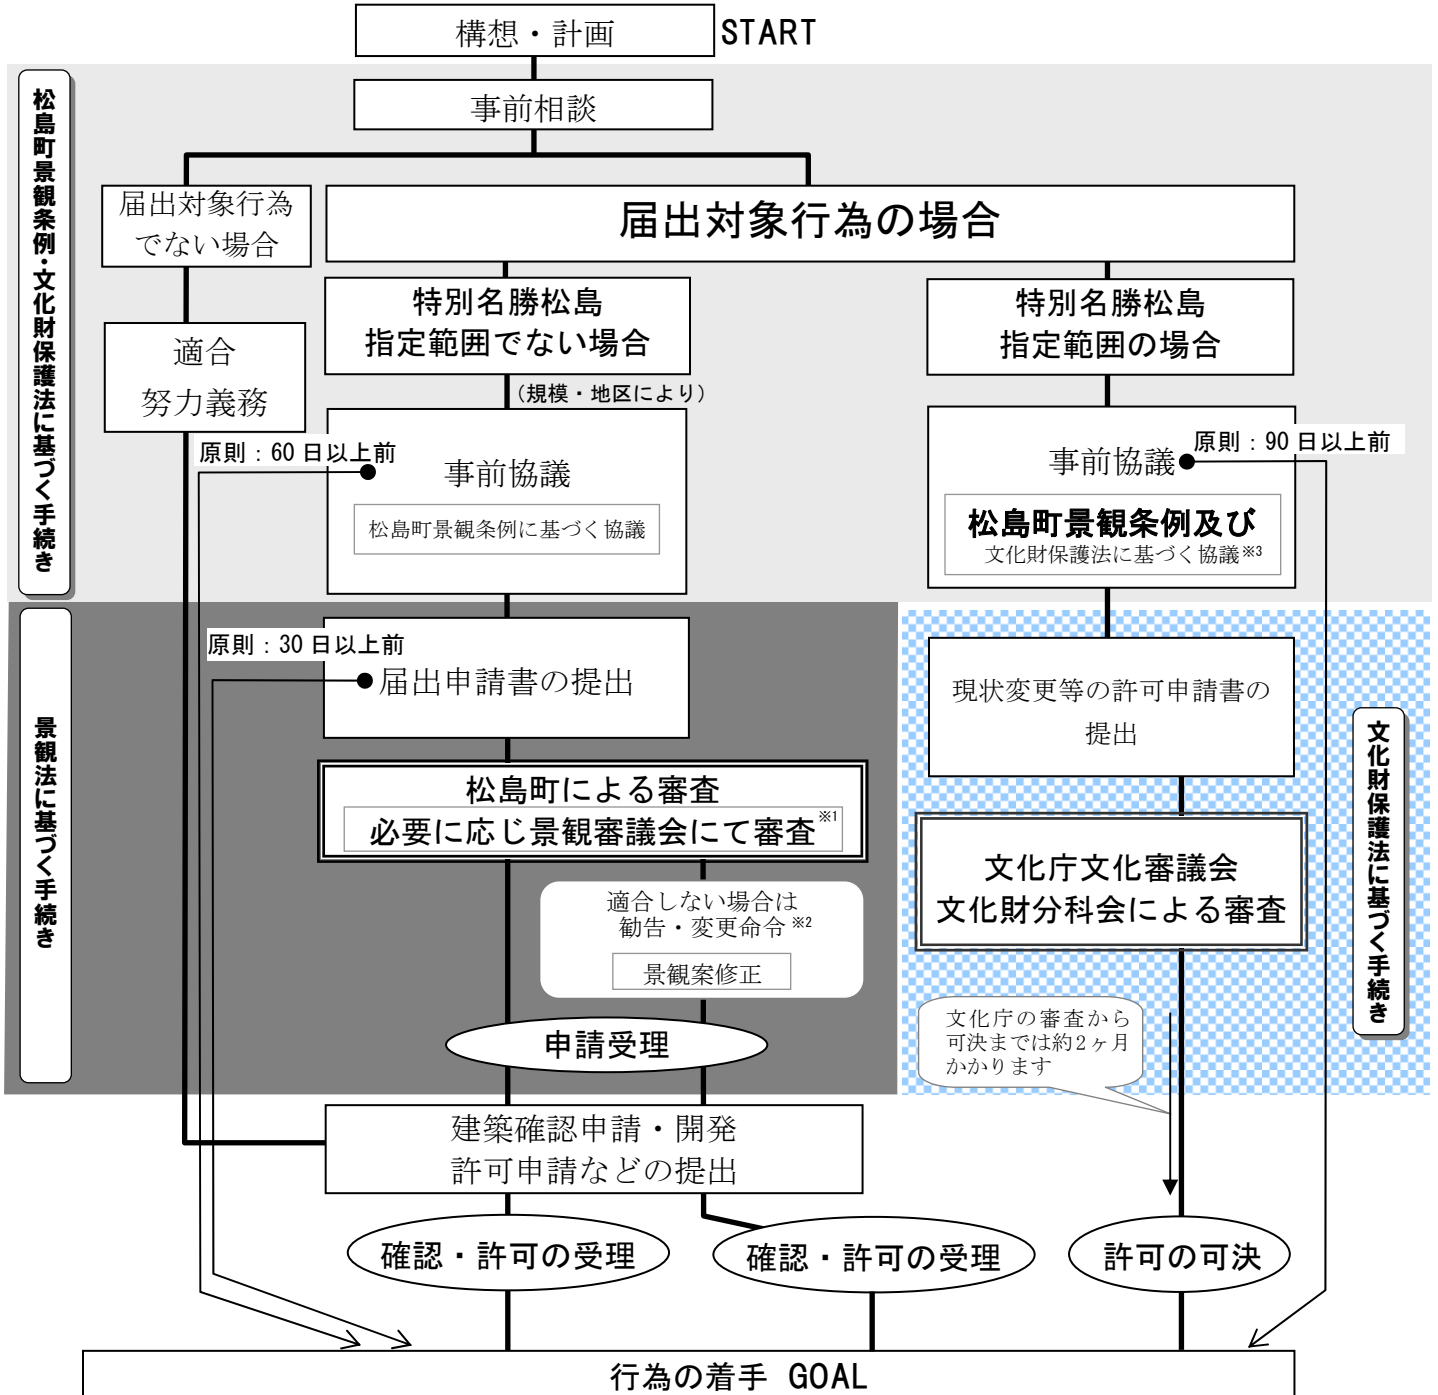 構想・計画
START
松島町景観条例・文化財保護法に基づく手続き
事前相談
届出対象行為
でない場合
届出対象行為の場合
適合
努力義務
特別名勝松島
指定範囲でない場合
特別名勝松島
指定範囲の場合
(規模・地区により)
原則：60日以上前
事前協議
松島町景観条例に基づく協議
原則：90日以上前
事前協議
松島町景観条例及び
文化財保護法に基づく協議※3
景観法に基づく手続き
原則：30日以上前
届出申請書の提出
現状変更等の許可申請書の
提出
文化財保護法に基づく手続き
松島町による審査
必要に応じ景観審議会にて審査※1
文化庁文化審議会
文化財分科会による審査
適合しない場合は
勧告・変更命令※2
景観案修正
文化庁の審査から
可決までは約2ヶ月
かかります
申請受理
建築確認申請・開発
許可申請などの提出
確認・許可の受理
確認・許可の受理
許可の可決
行為の着手 GOAL